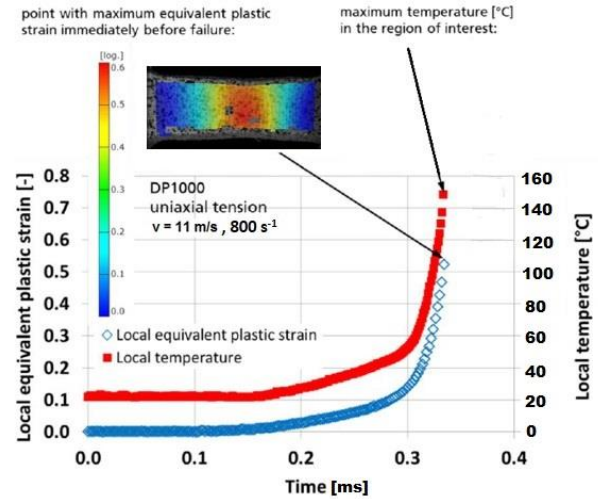 point with maximum equivalent plastic
strain immediately before failure:
maximum temperature [°C]
in the region of interest:
[log.]
0.6
0.5
0.4
0.3
0.2
0.1
0.0
DP1000
uniaxial tension
v = 11 m/s , 800 s⁻¹
Local equivalent plastic strain
Local temperature
Local equivalent plastic strain [-]
0.8
0.7
0.6
0.5
0.4
0.3
0.2
0.1
0.0
160
140
120
100
80
60
40
20
0
Local temperature [°C]
0.0 0.1 0.2 0.3 0.4
Time [ms]